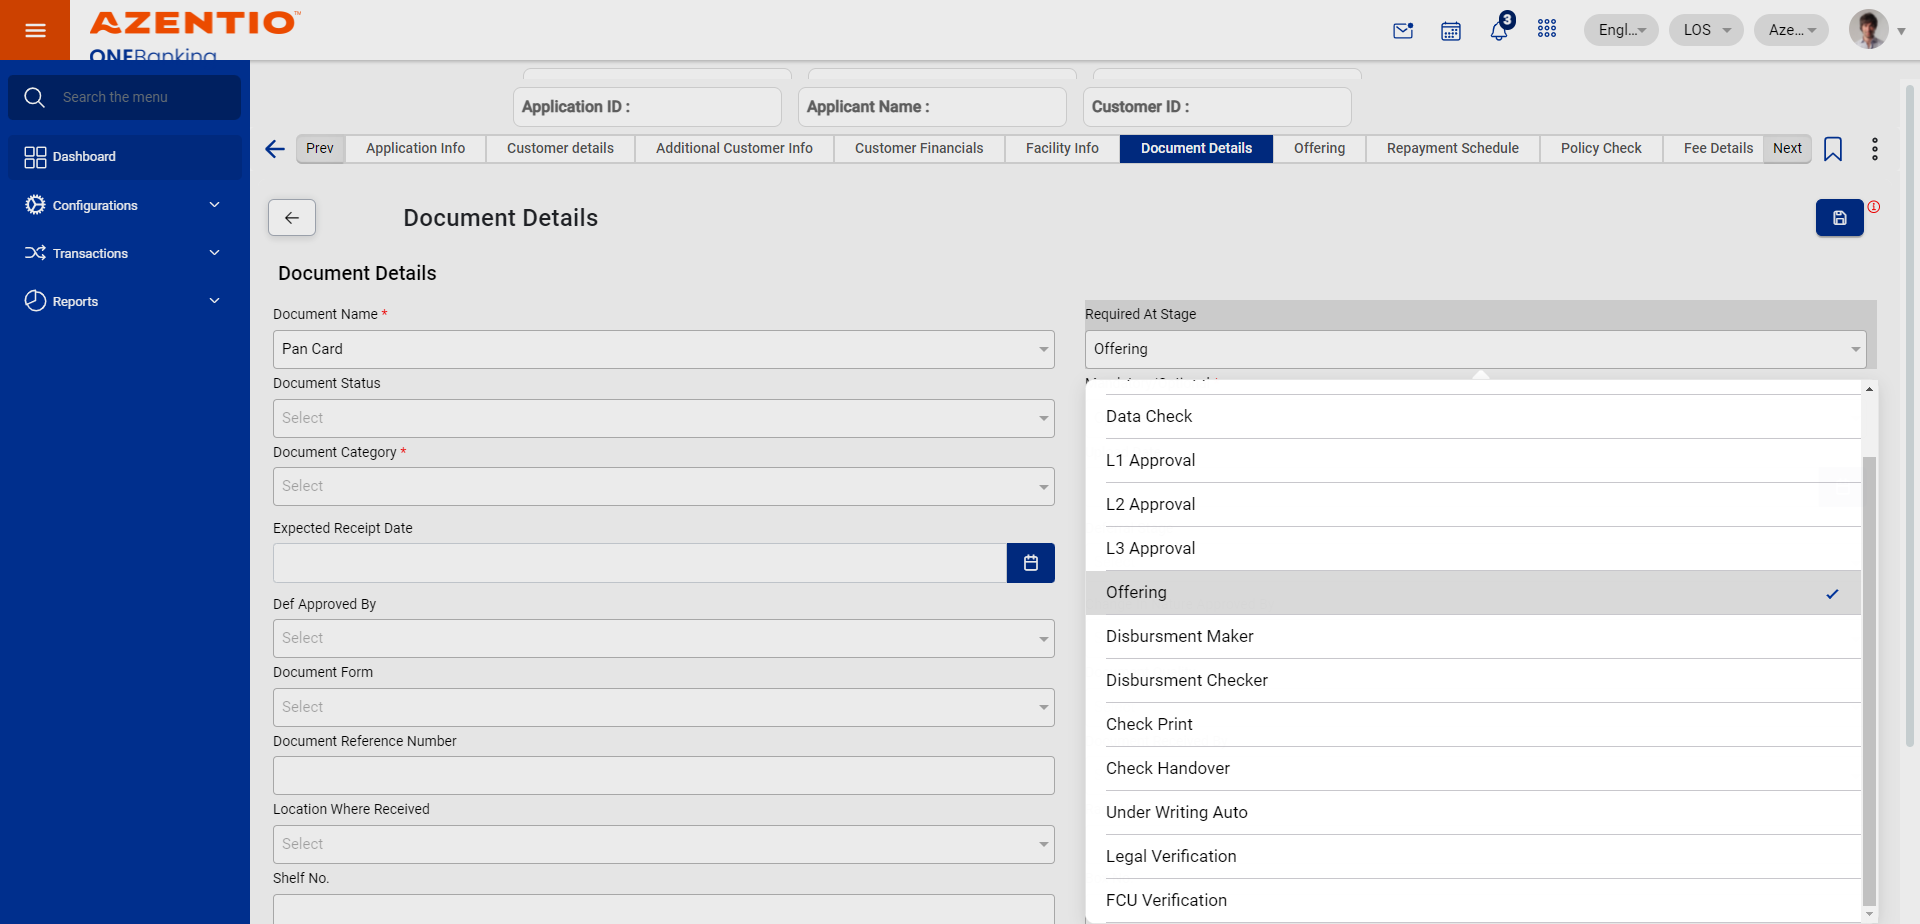 AZENTIO™
ONEBanking
3
Engl...
LOS
Aze...
Search the menu
Dashboard
Configurations
Transactions
Reports
Application ID :
Applicant Name :
Customer ID :
Prev
Application Info
Customer details
Additional Customer Info
Customer Financials
Facility Info
Document Details
Offering
Repayment Schedule
Policy Check
Fee Details
Next
Document Details
Document Details
Document Name *
Pan Card
Document Status
Select
Document Category *
Select
Expected Receipt Date
Def Approved By
Select
Document Form
Select
Document Reference Number
Location Where Received
Select
Shelf No.
Required At Stage
Offering
Data Check
L1 Approval
L2 Approval
L3 Approval
Offering
Disbursment Maker
Disbursment Checker
Check Print
Check Handover
Under Writing Auto
Legal Verification
FCU Verification